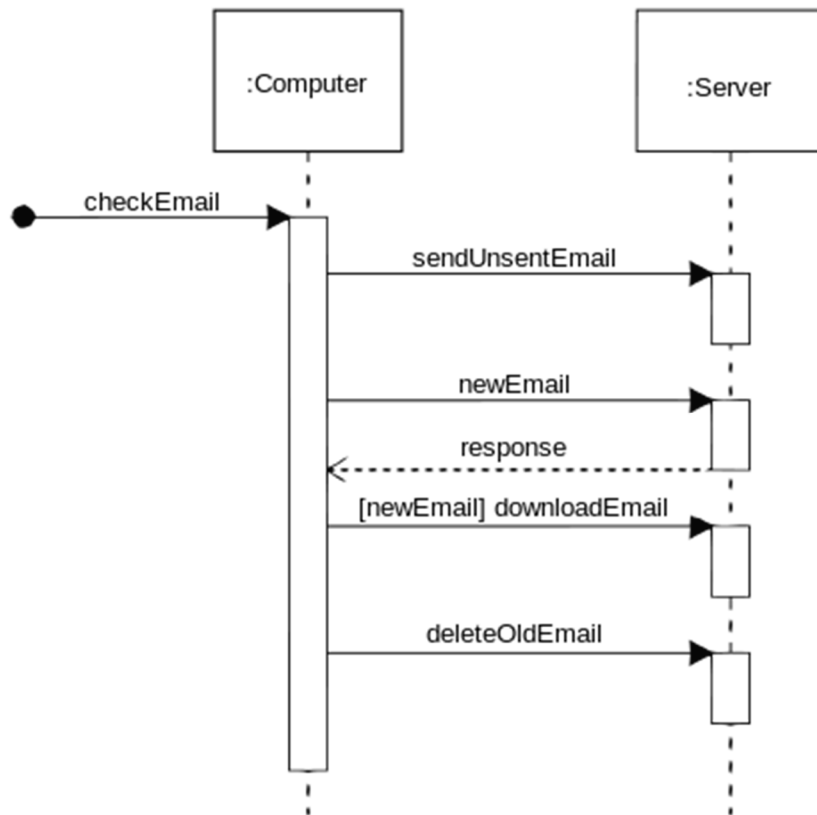 :Computer
:Server
checkEmail
sendUnsentEmail
newEmail
response
[newEmail] downloadEmail
deleteOldEmail